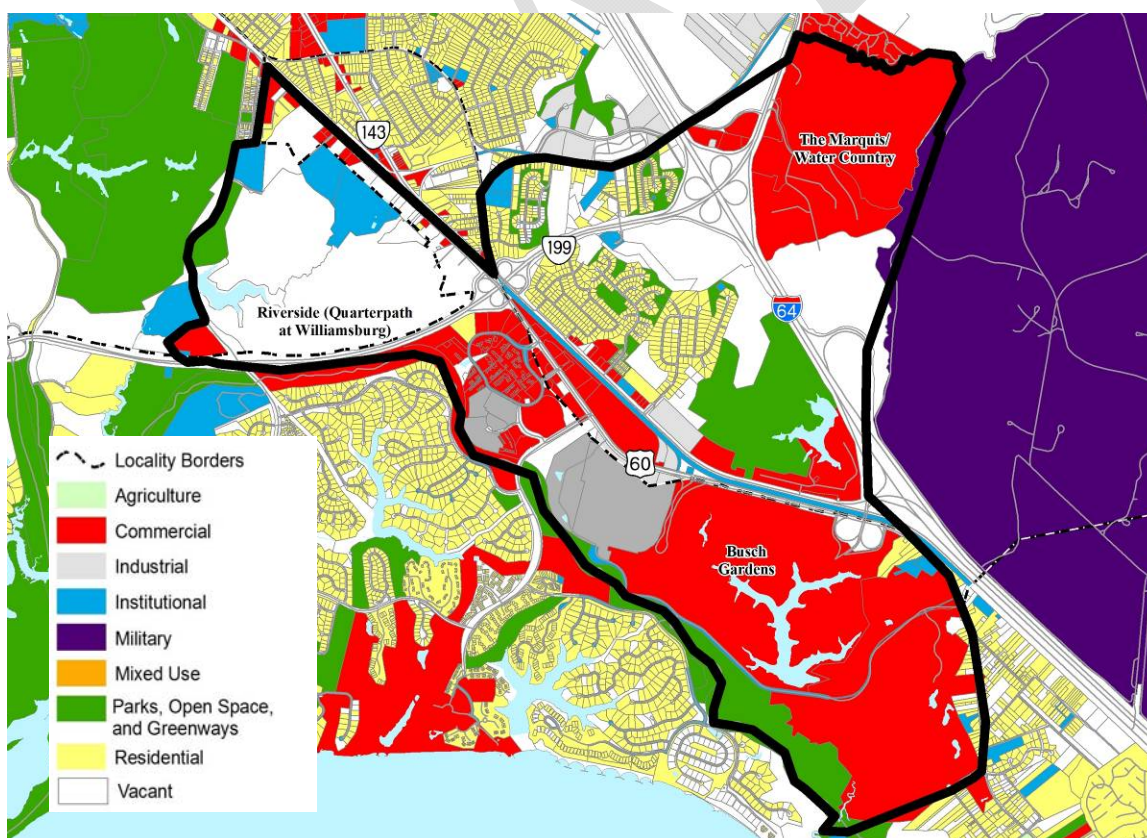 143
The Marquis/
Water Country
199
64
Riverside (Quarterpath
at Williamsburg)
60
Busch
Gardens
Locality Borders
Agriculture
Commercial
Industrial
Institutional
Military
Mixed Use
Parks, Open Space,
and Greenways
Residential
Vacant